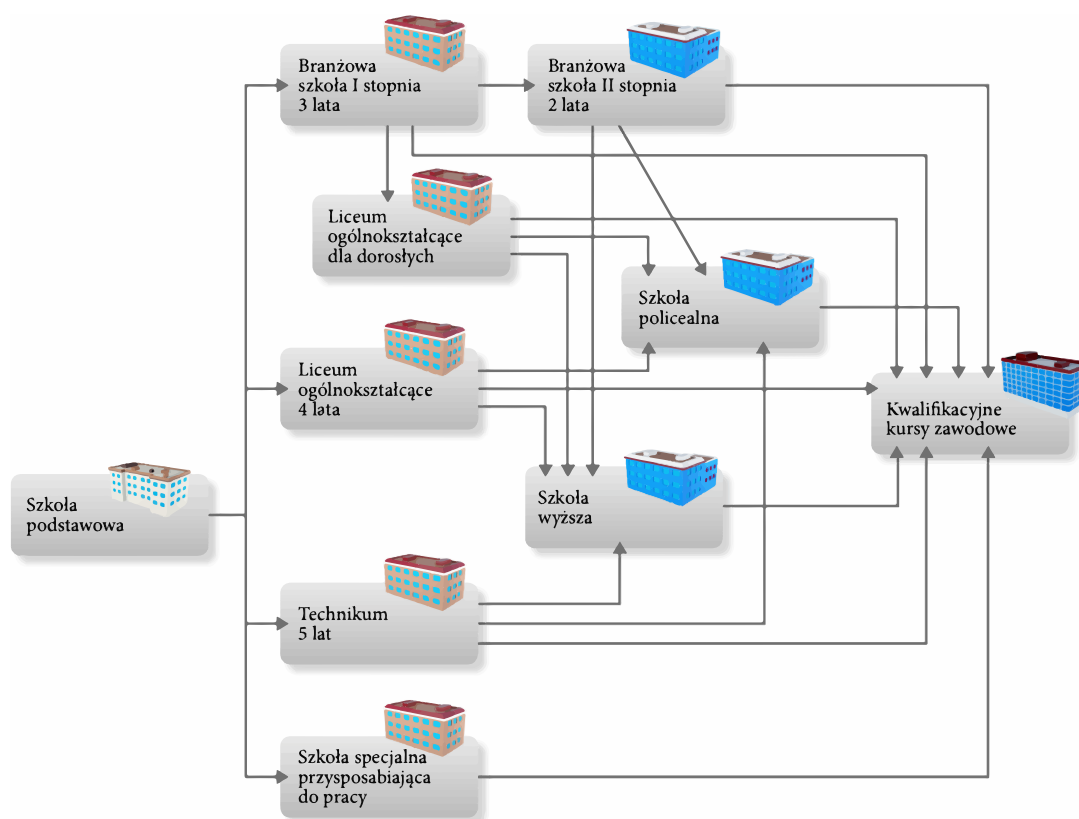 Branżowa
szkoła I stopnia
3 lata
Branżowa
szkoła II stopnia
2 lata
Liceum
ogólnokształcące
dla dorosłych
Szkoła
policealna
Liceum
ogólnokształcące
4 lata
Kwalifikacyjne
kursy zawodowe
Szkoła
podstawowa
Szkoła
wyższa
Technikum
5 lat
Szkoła specjalna
przysposabiająca
do pracy